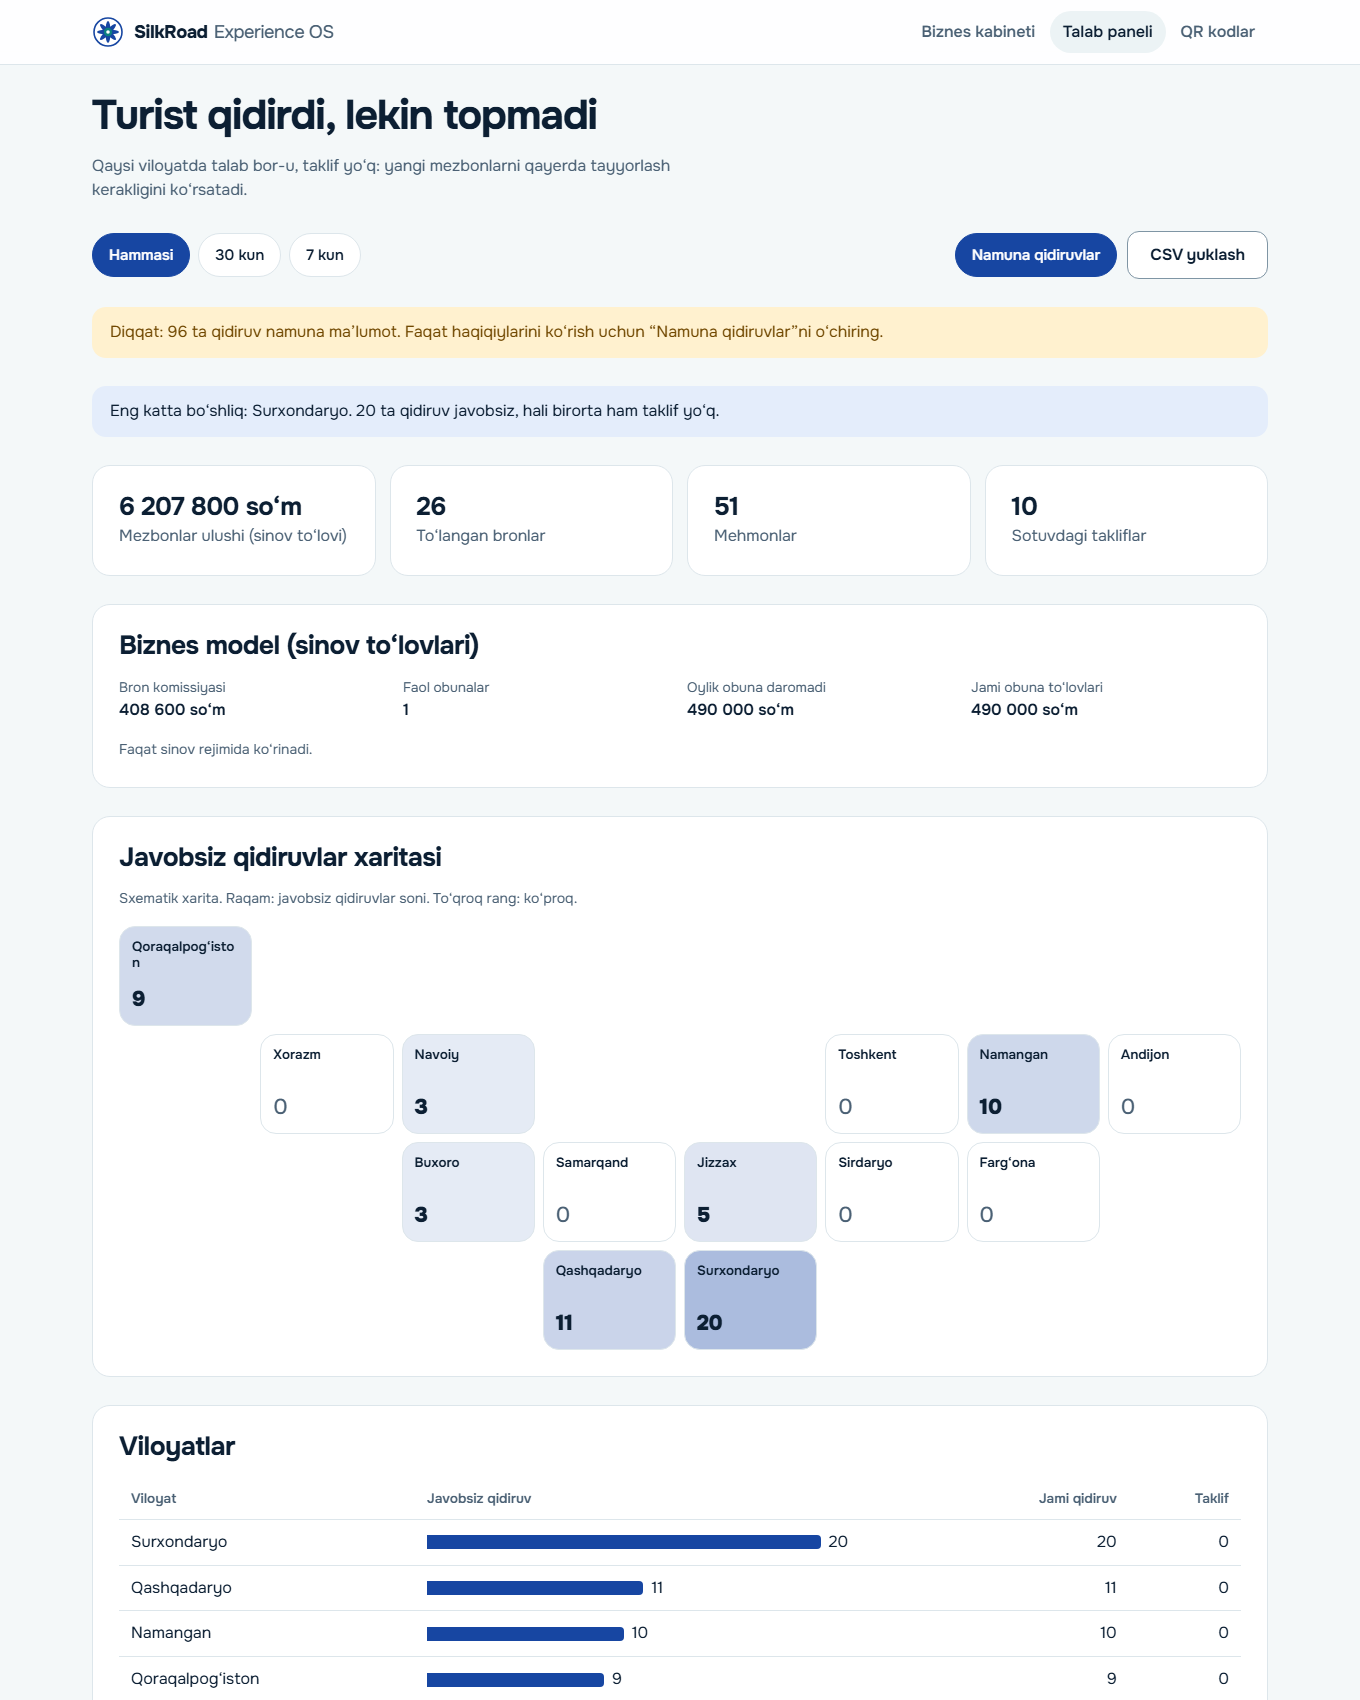 SilkRoad Experience OS
Biznes kabineti
Talab paneli
QR kodlar
Turist qidirdi, lekin topmadi
Qaysi viloyatda talab bor-u, taklif yo‘q: yangi mezbonlarni qayerda tayyorlash
kerakligini ko‘rsatadi.
Hammasi
30 kun
7 kun
Namuna qidiruvlar
CSV yuklash
Diqqat: 96 ta qidiruv namuna ma’lumot. Faqat haqiqiylarini ko‘rish uchun “Namuna qidiruvlar”ni o‘chiring.
Eng katta bo‘shliq: Surxondaryo. 20 ta qidiruv javobsiz, hali birorta ham taklif yo‘q.
6 207 800 so‘m
Mezbonlar ulushi (sinov to‘lovi)
26
To‘langan bronlar
51
Mehmonlar
10
Sotuvdagi takliflar
Biznes model (sinov to‘lovlari)
Bron komissiyasi
408 600 so‘m
Faol obunalar
1
Oylik obuna daromadi
490 000 so‘m
Jami obuna to‘lovlari
490 000 so‘m
Faqat sinov rejimida ko‘rinadi.
Javobsiz qidiruvlar xaritasi
Sxematik xarita. Raqam: javobsiz qidiruvlar soni. To‘qroq rang: ko‘proq.
Qoraqalpog‘isto
n
9
Xorazm
0
Navoiy
3
Toshkent
0
Namangan
10
Andijon
0
Buxoro
3
Samarqand
0
Jizzax
5
Sirdaryo
0
Farg‘ona
0
Qashqadaryo
11
Surxondaryo
20
Viloyatlar
Viloyat Javobsiz qidiruv Jami qidiruv Taklif
Surxondaryo 20 20 0
Qashqadaryo 11 11 0
Namangan 10 10 0
Qoraqalpog‘iston 9 9 0